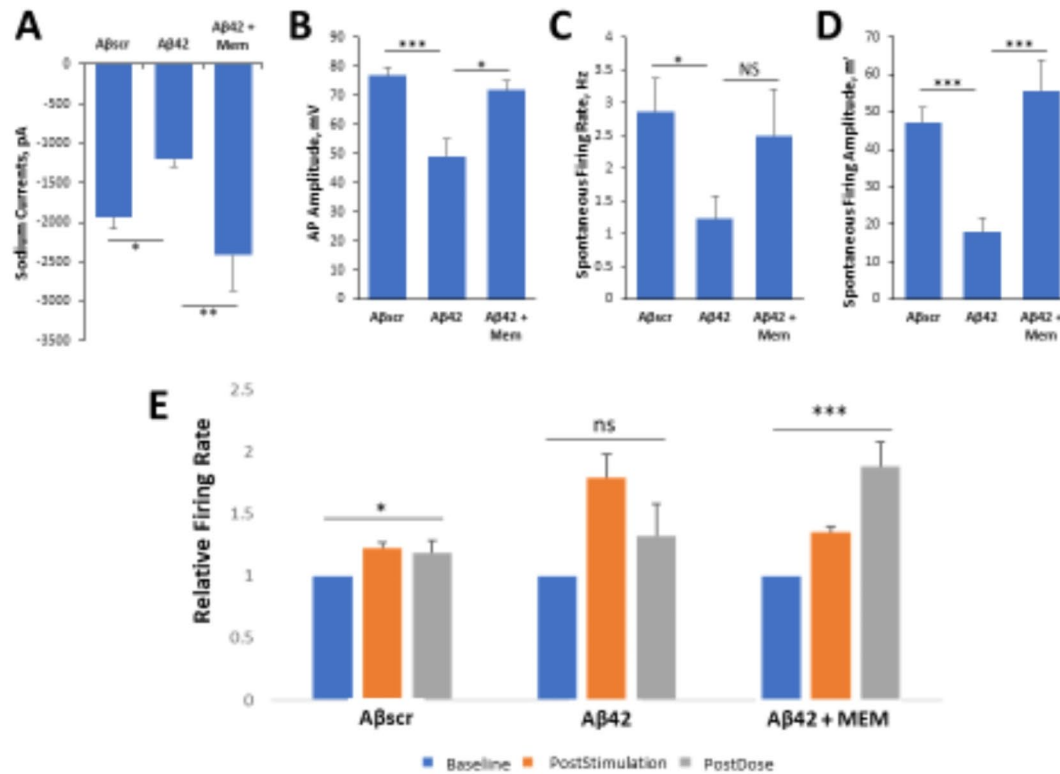 A
Aβscr
Aβ42
Aβ42 +
Mem
0
-500
-1000
-1500
-2000
-2500
-3000
-3500
Sodium Currents, pA
*
**
B
90
80
70
60
50
40
30
20
10
0
AP Amplitude, mV
***
*
Aβscr
Aβ42
Aβ42 +
Mem
C
4
3.5
3
2.5
2
1.5
1
0.5
0
Spontaneous Firing Rate, Hz
*
NS
Aβscr
Aβ42
Aβ42 +
Mem
D
70
60
50
40
30
20
10
0
Spontaneous Firing Amplitude, m'
***
***
Aβscr
Aβ42
Aβ42 +
Mem
E
2.5
2
1.5
1
0.5
0
Relative Firing Rate
*
ns
***
Aβscr
Aβ42
Aβ42 + MEM
Baseline
PostStimulation
PostDose